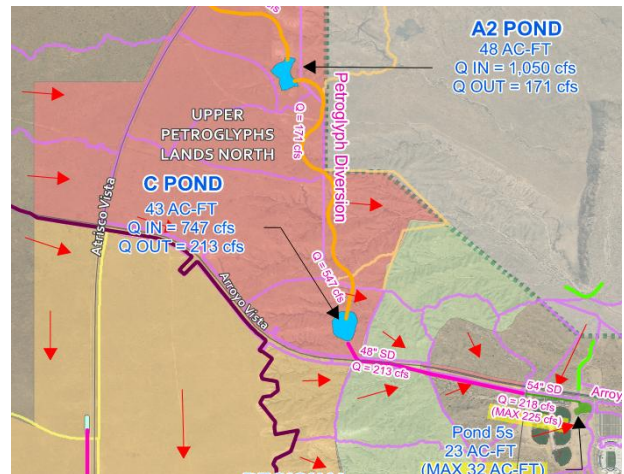 A2 POND
48 AC-FT
Q IN = 1,050 cfs
Q OUT = 171 cfs
Petroglyph Diversion
Q = 171 cfs
UPPER
PETROGLYPHS
LANDS NORTH
C POND
43 AC-FT
Q IN = 747 cfs
Q OUT = 213 cfs
Atrisco Vista
Arroyo Vista
Q = 547 cfs
48" SD
Q = 213 cfs
54" SD
Arroyo
Q = 218 cfs
(MAX 225 cfs)
Pond 5s
23 AC-FT
(MAX 32 AC-FT)